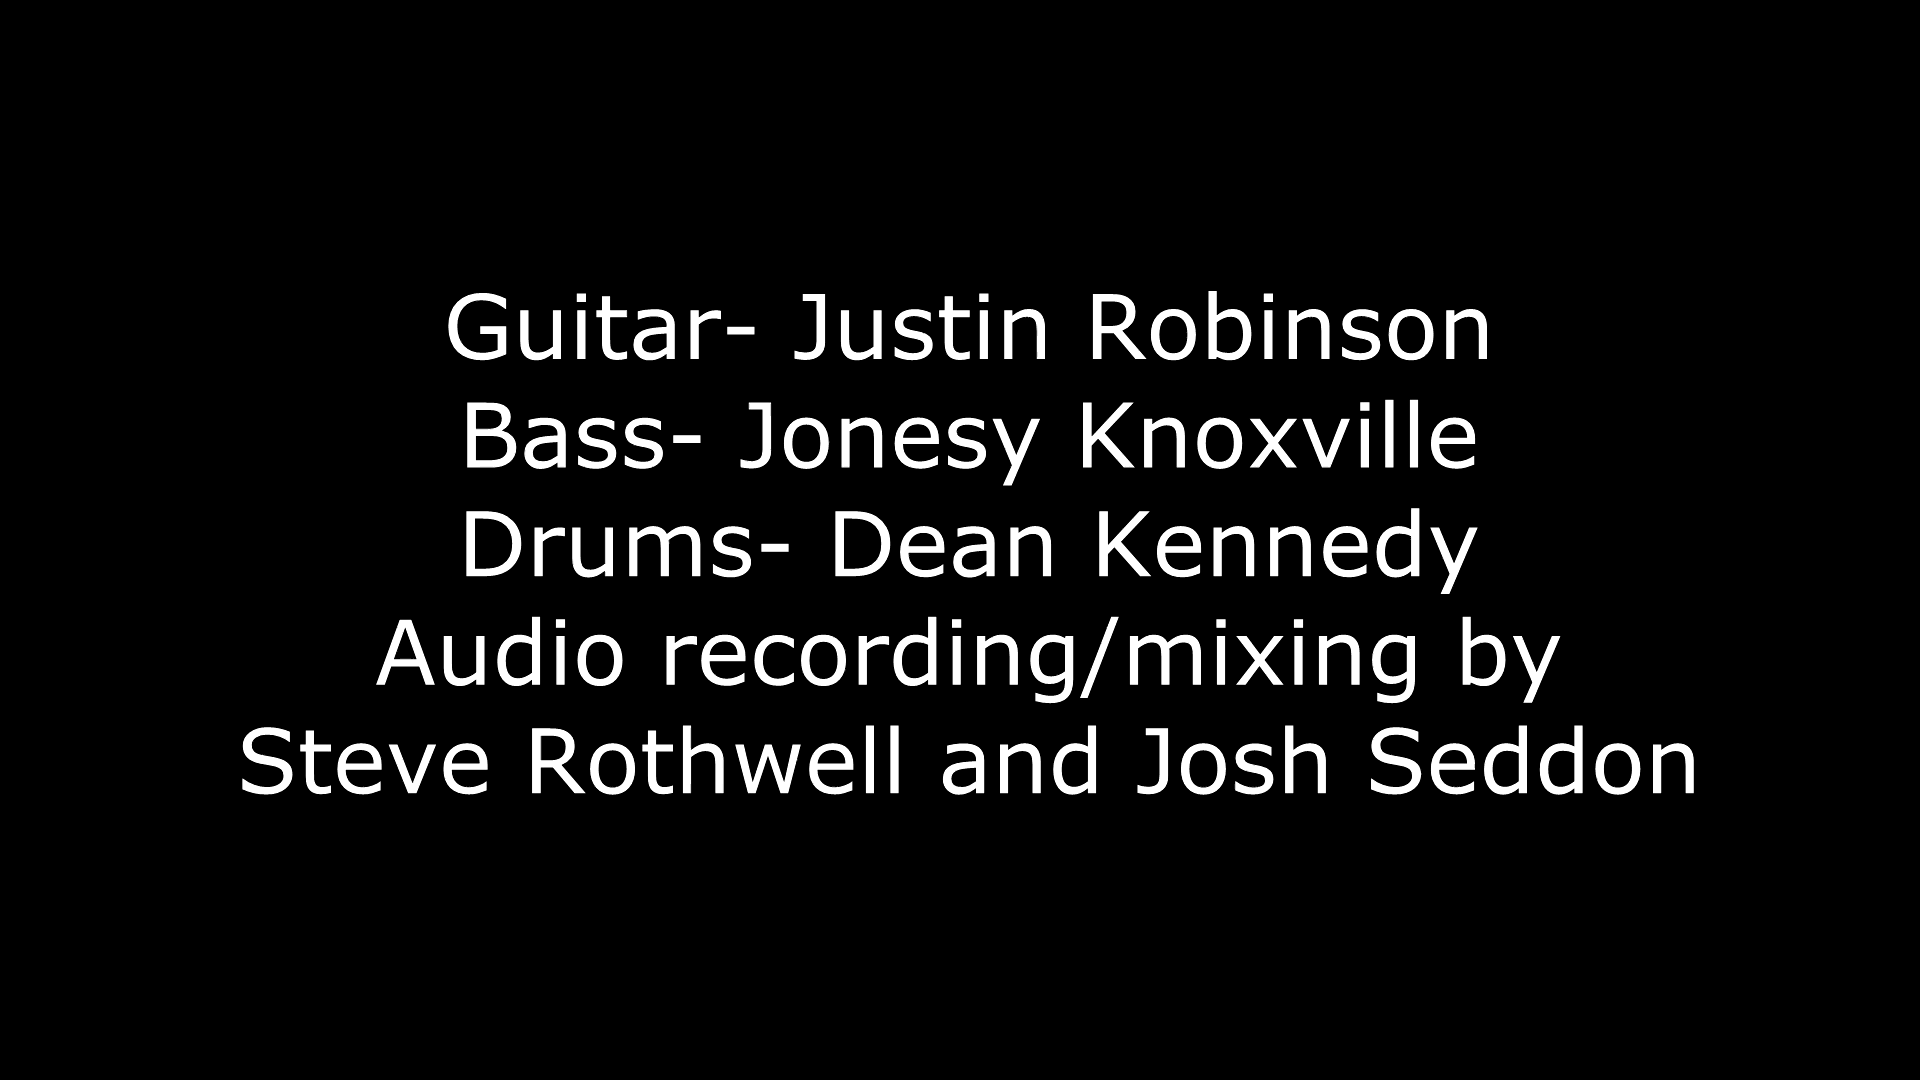 Guitar- Justin Robinson
Bass- Jonesy Knoxville
Drums- Dean Kennedy
Audio recording/mixing by
Steve Rothwell and Josh Seddon